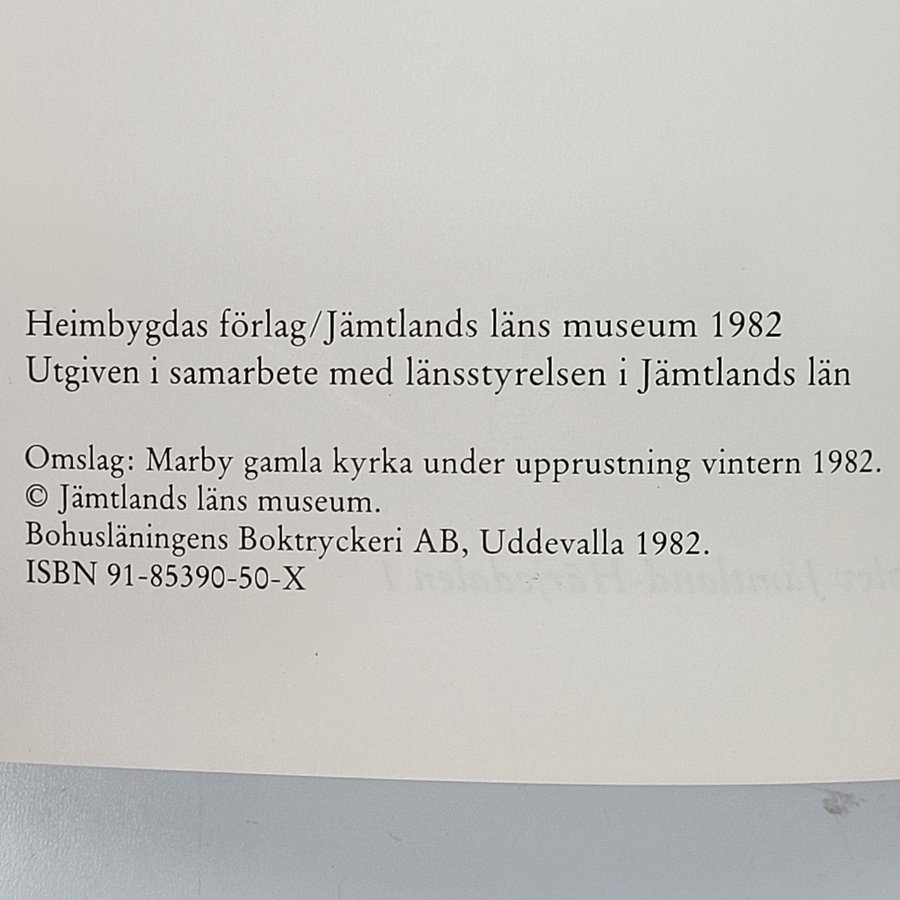 Heimbygdas förlag/Jämtlands läns museum 1982
Utgiven i samarbete med länsstyrelsen i Jämtlands län
Omslag: Marby gamla kyrka under upprustning vintern 1982.
© Jämtlands läns museum.
Bohusläningens Boktryckeri AB, Uddevalla 1982.
ISBN 91-85390-50-X